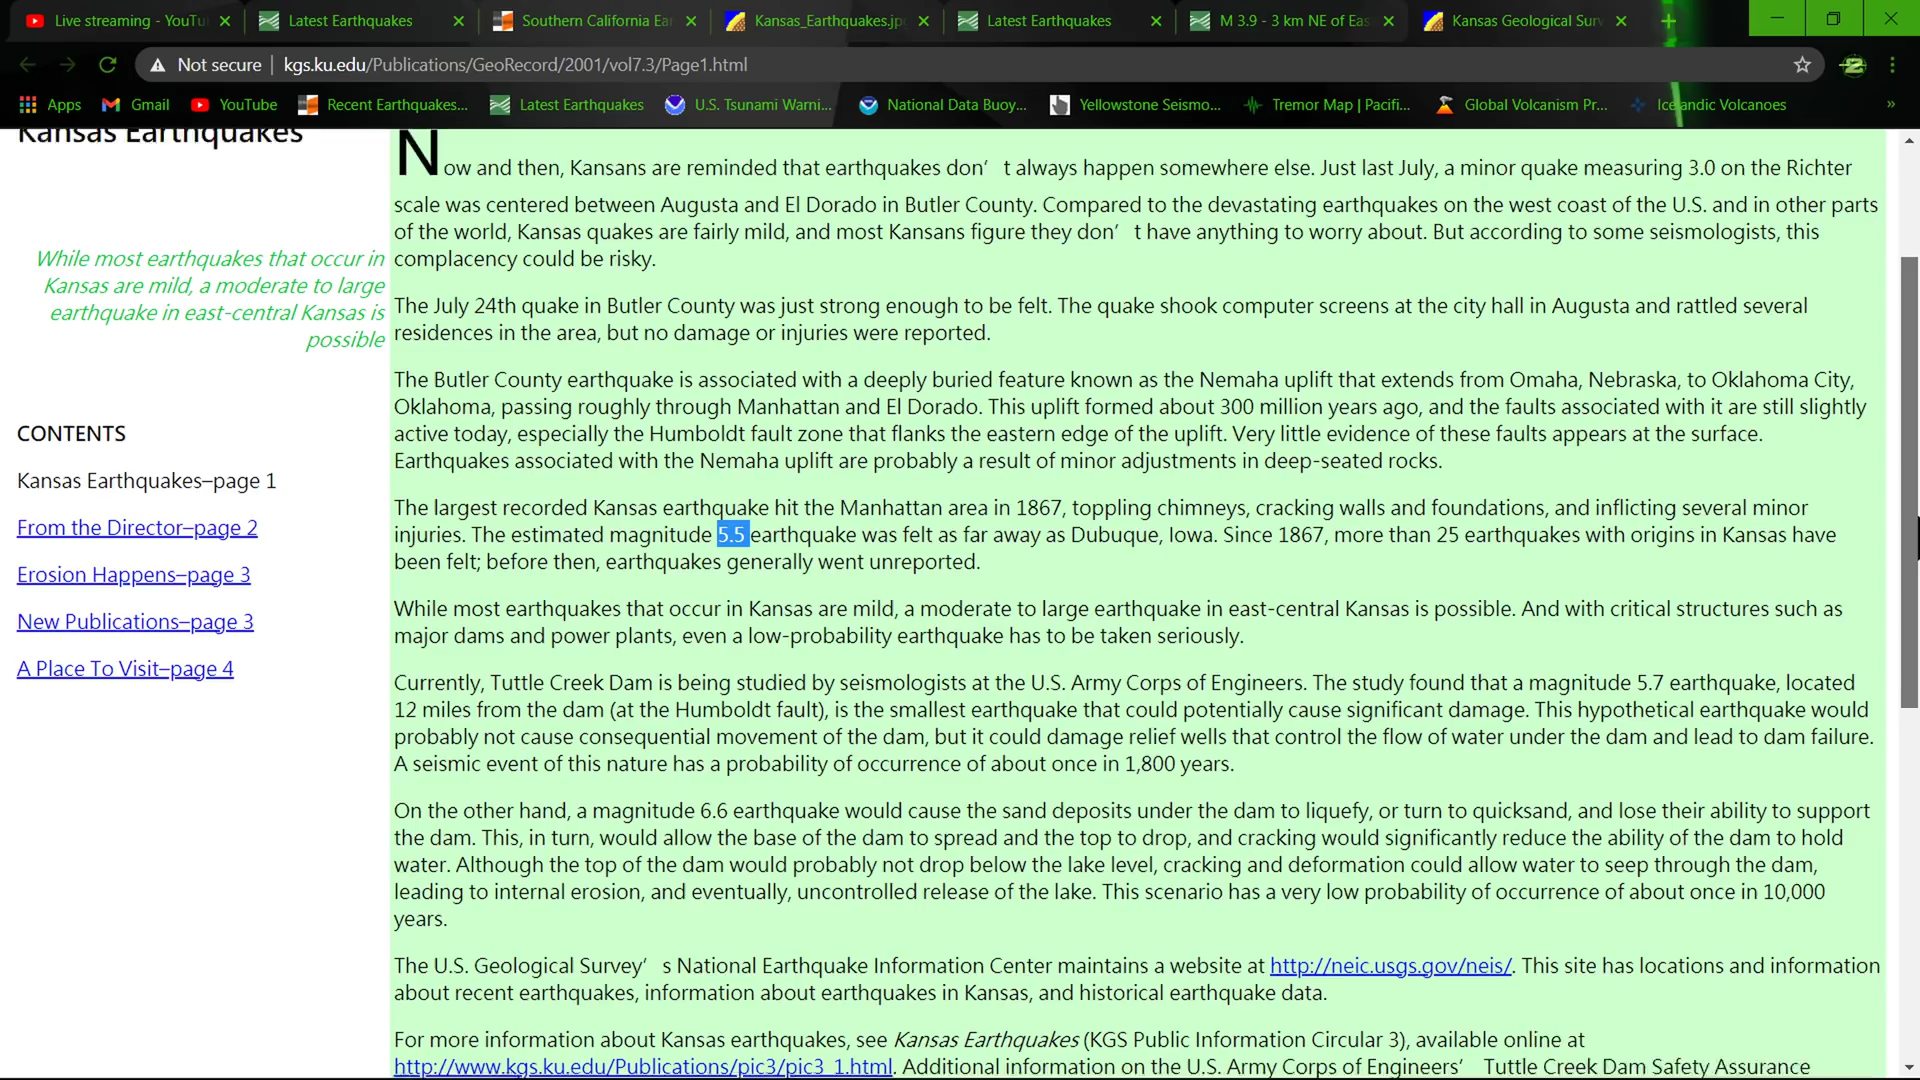 Live streaming - YouTu
Latest Earthquakes
Southern California Ea
Kansas_Earthquakes.jp
Latest Earthquakes
M 3.9 - 3 km NE of Eas
Kansas Geological Surv
Not secure | kgs.ku.edu/Publications/GeoRecord/2001/vol7.3/Page1.html
Apps
Gmail
YouTube
Recent Earthquakes...
Latest Earthquakes
U.S. Tsunami Warni...
National Data Buoy...
Yellowstone Seismo...
Tremor Map | Pacifi...
Global Volcanism Pr...
Icelandic Volcanoes
»
Kansas Earthquakes
While most earthquakes that occur in
Kansas are mild, a moderate to large
earthquake in east-central Kansas is
possible
CONTENTS
Kansas Earthquakes–page 1
From the Director–page 2
Erosion Happens–page 3
New Publications–page 3
A Place To Visit–page 4
Now and then, Kansans are reminded that earthquakes don’t always happen somewhere else. Just last July, a minor quake measuring 3.0 on the Richter
scale was centered between Augusta and El Dorado in Butler County. Compared to the devastating earthquakes on the west coast of the U.S. and in other parts
of the world, Kansas quakes are fairly mild, and most Kansans figure they don’t have anything to worry about. But according to some seismologists, this
complacency could be risky.
The July 24th quake in Butler County was just strong enough to be felt. The quake shook computer screens at the city hall in Augusta and rattled several
residences in the area, but no damage or injuries were reported.
The Butler County earthquake is associated with a deeply buried feature known as the Nemaha uplift that extends from Omaha, Nebraska, to Oklahoma City,
Oklahoma, passing roughly through Manhattan and El Dorado. This uplift formed about 300 million years ago, and the faults associated with it are still slightly
active today, especially the Humboldt fault zone that flanks the eastern edge of the uplift. Very little evidence of these faults appears at the surface.
Earthquakes associated with the Nemaha uplift are probably a result of minor adjustments in deep-seated rocks.
The largest recorded Kansas earthquake hit the Manhattan area in 1867, toppling chimneys, cracking walls and foundations, and inflicting several minor
injuries. The estimated magnitude 5.5 earthquake was felt as far away as Dubuque, Iowa. Since 1867, more than 25 earthquakes with origins in Kansas have
been felt; before then, earthquakes generally went unreported.
While most earthquakes that occur in Kansas are mild, a moderate to large earthquake in east-central Kansas is possible. And with critical structures such as
major dams and power plants, even a low-probability earthquake has to be taken seriously.
Currently, Tuttle Creek Dam is being studied by seismologists at the U.S. Army Corps of Engineers. The study found that a magnitude 5.7 earthquake, located
12 miles from the dam (at the Humboldt fault), is the smallest earthquake that could potentially cause significant damage. This hypothetical earthquake would
probably not cause consequential movement of the dam, but it could damage relief wells that control the flow of water under the dam and lead to dam failure.
A seismic event of this nature has a probability of occurrence of about once in 1,800 years.
On the other hand, a magnitude 6.6 earthquake would cause the sand deposits under the dam to liquefy, or turn to quicksand, and lose their ability to support
the dam. This, in turn, would allow the base of the dam to spread and the top to drop, and cracking would significantly reduce the ability of the dam to hold
water. Although the top of the dam would probably not drop below the lake level, cracking and deformation could allow water to seep through the dam,
leading to internal erosion, and eventually, uncontrolled release of the lake. This scenario has a very low probability of occurrence of about once in 10,000
years.
The U.S. Geological Survey’s National Earthquake Information Center maintains a website at http://neic.usgs.gov/neis/. This site has locations and information
about recent earthquakes, information about earthquakes in Kansas, and historical earthquake data.
For more information about Kansas earthquakes, see Kansas Earthquakes (KGS Public Information Circular 3), available online at
http://www.kgs.ku.edu/Publications/pic3/pic3_1.html. Additional information on the U.S. Army Corps of Engineers’ Tuttle Creek Dam Safety Assurance